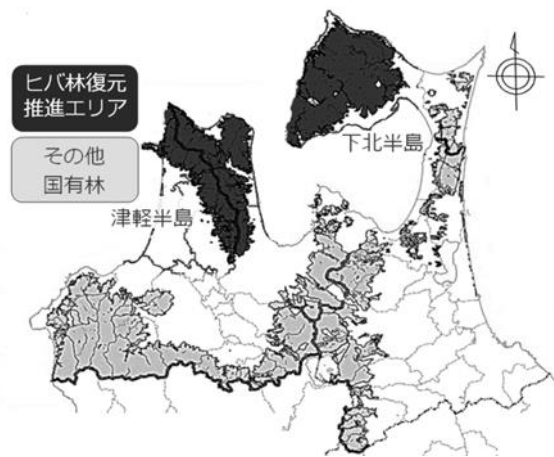 ヒバ林復元
推進エリア
その他
国有林
下北半島
津軽半島